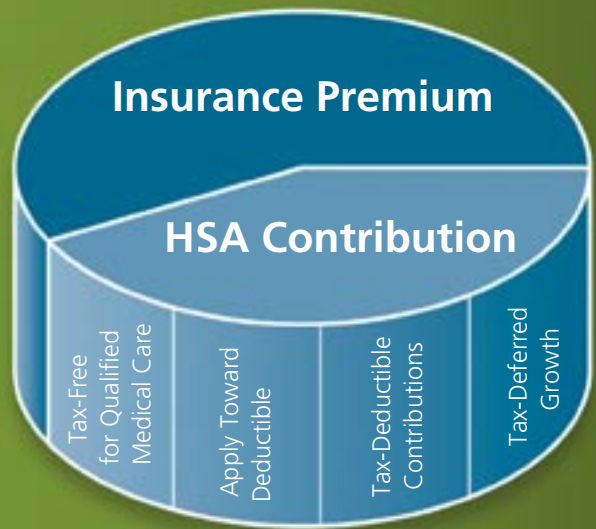 Insurance Premium
HSA Contribution
Tax-Free
for Qualified
Medical Care
Apply Toward
Deductible
Tax-Deductible
Contributions
Tax-Deferred
Growth